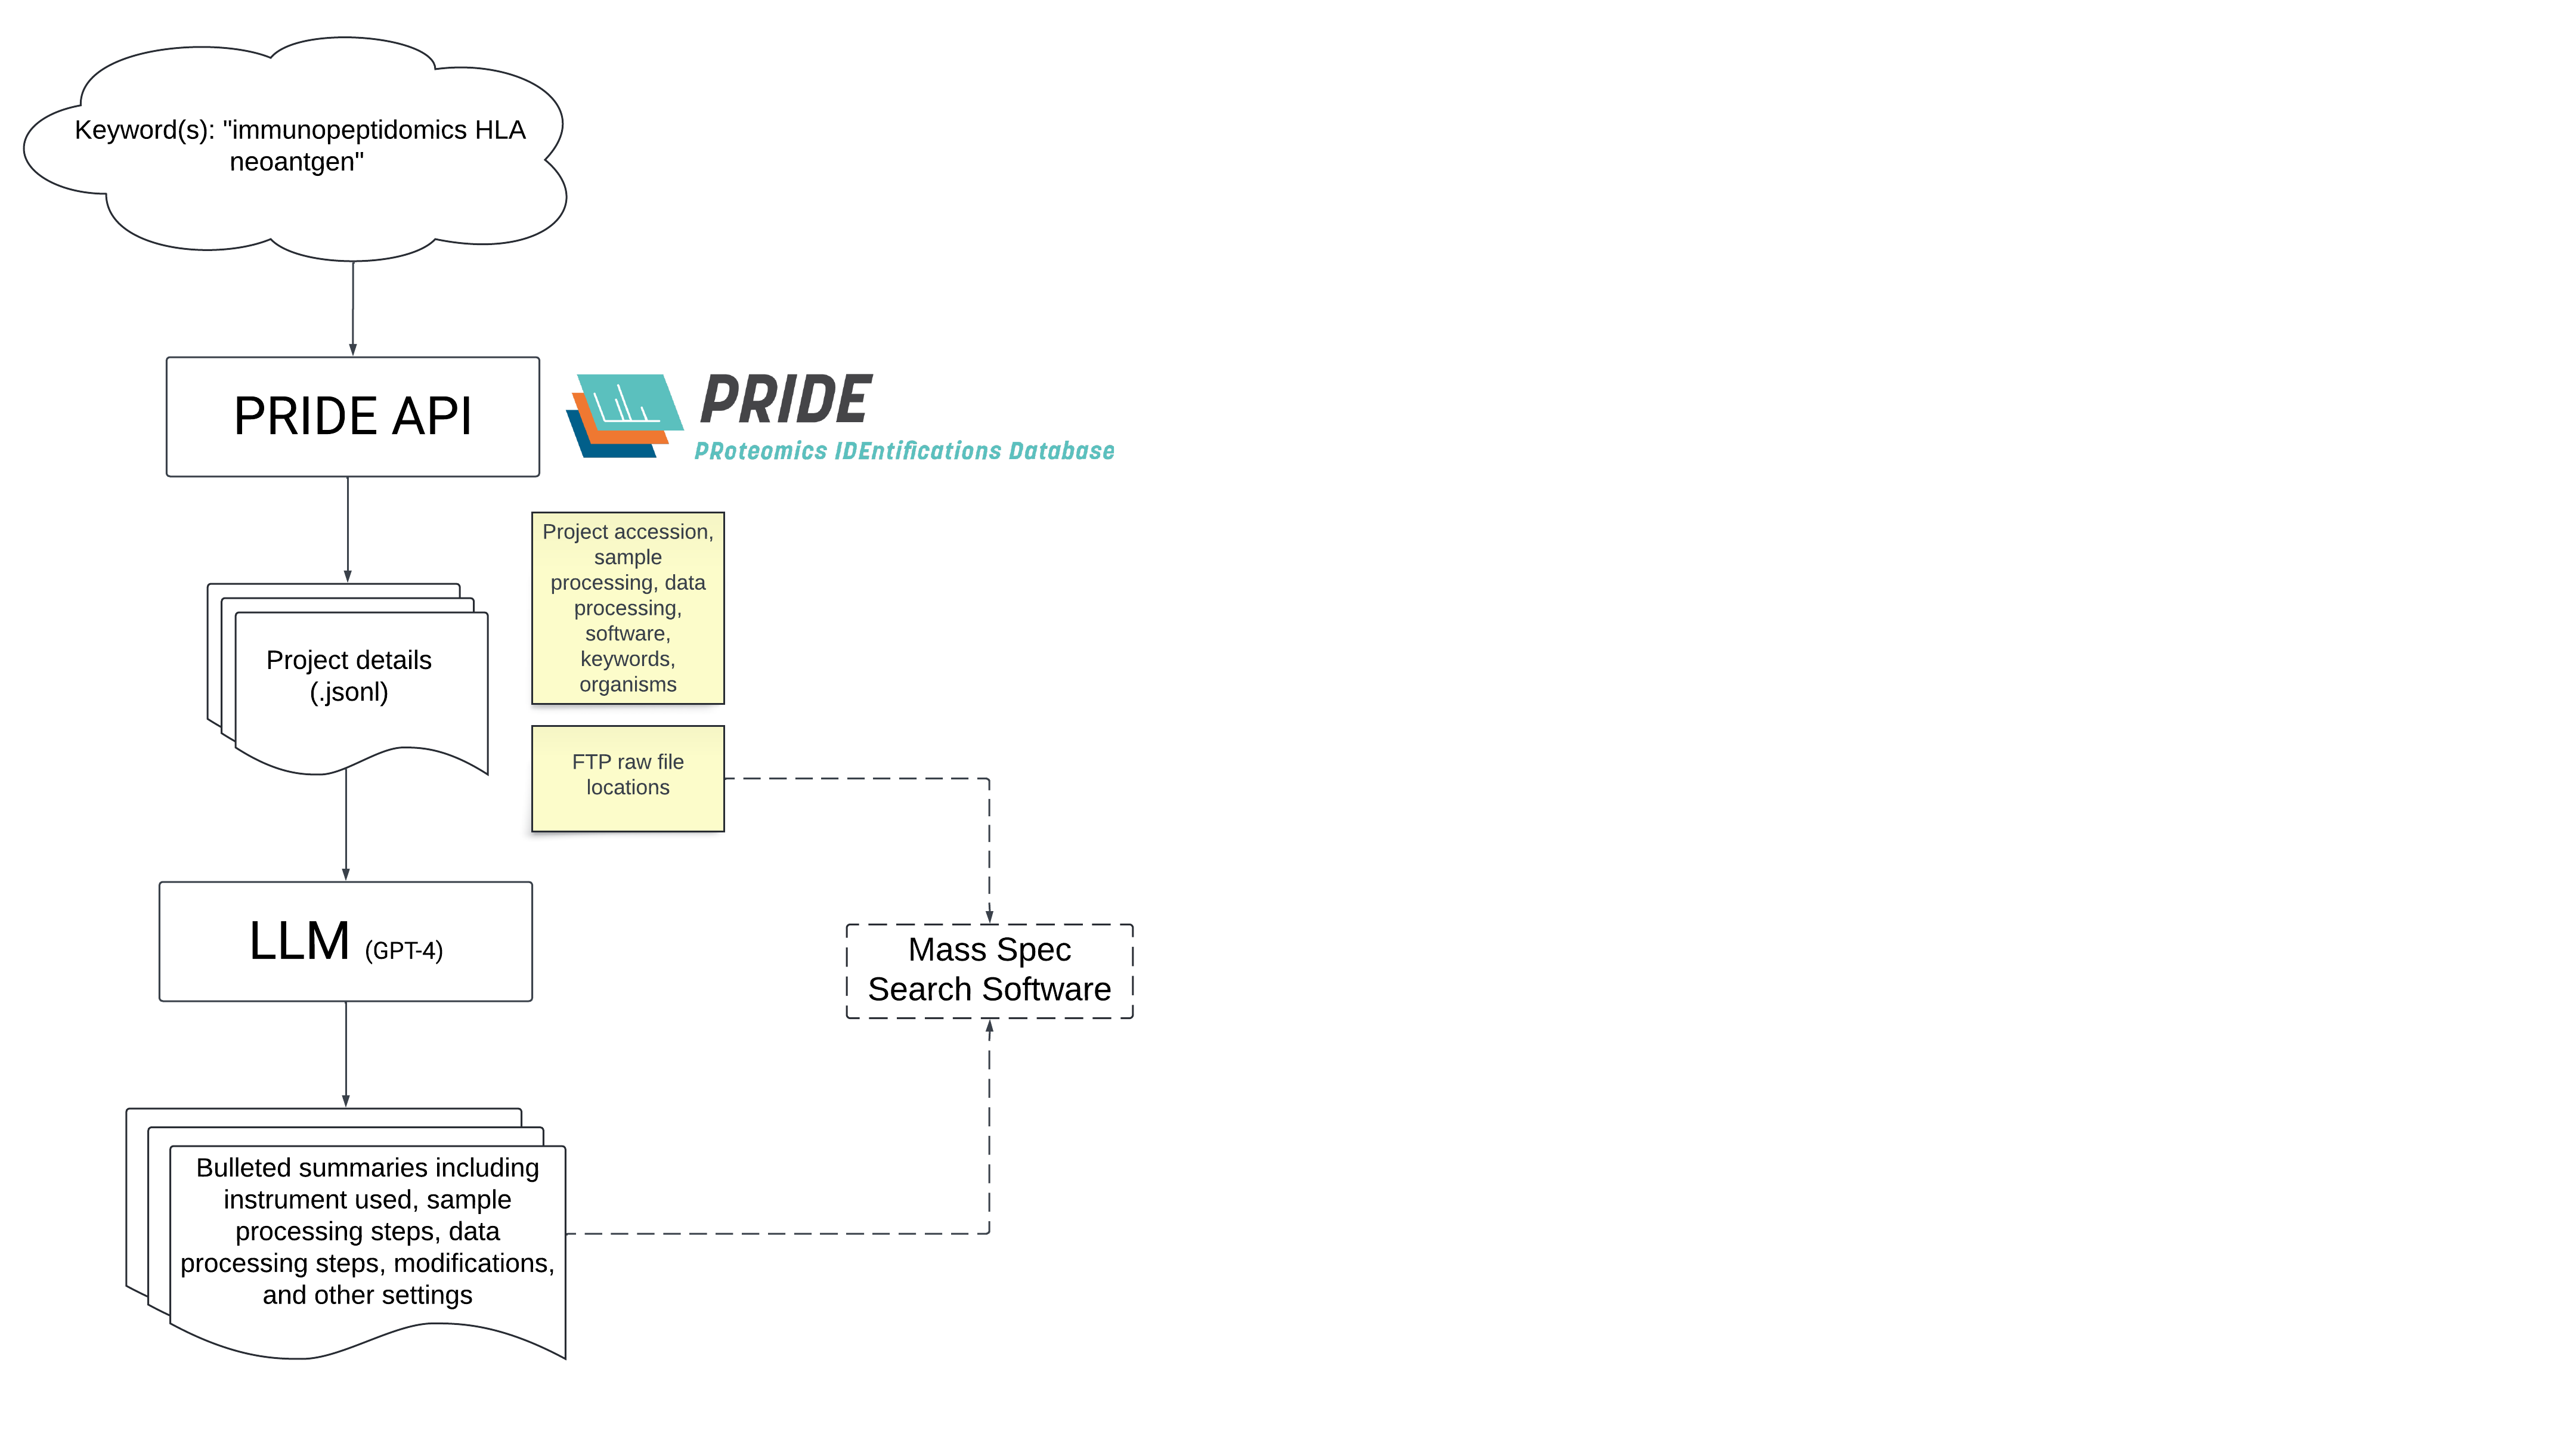 Keyword(s): "immunopeptidomics HLA
neoantgen"
PRIDE API
PRIDE
PRoteomics IDEntifications Database
Project accession,
sample
processing, data
processing,
software,
keywords,
organisms
Project details
(.jsonl)
FTP raw file
locations
LLM (GPT-4)
Mass Spec
Search Software
Bulleted summaries including
instrument used, sample
processing steps, data
processing steps, modifications,
and other settings